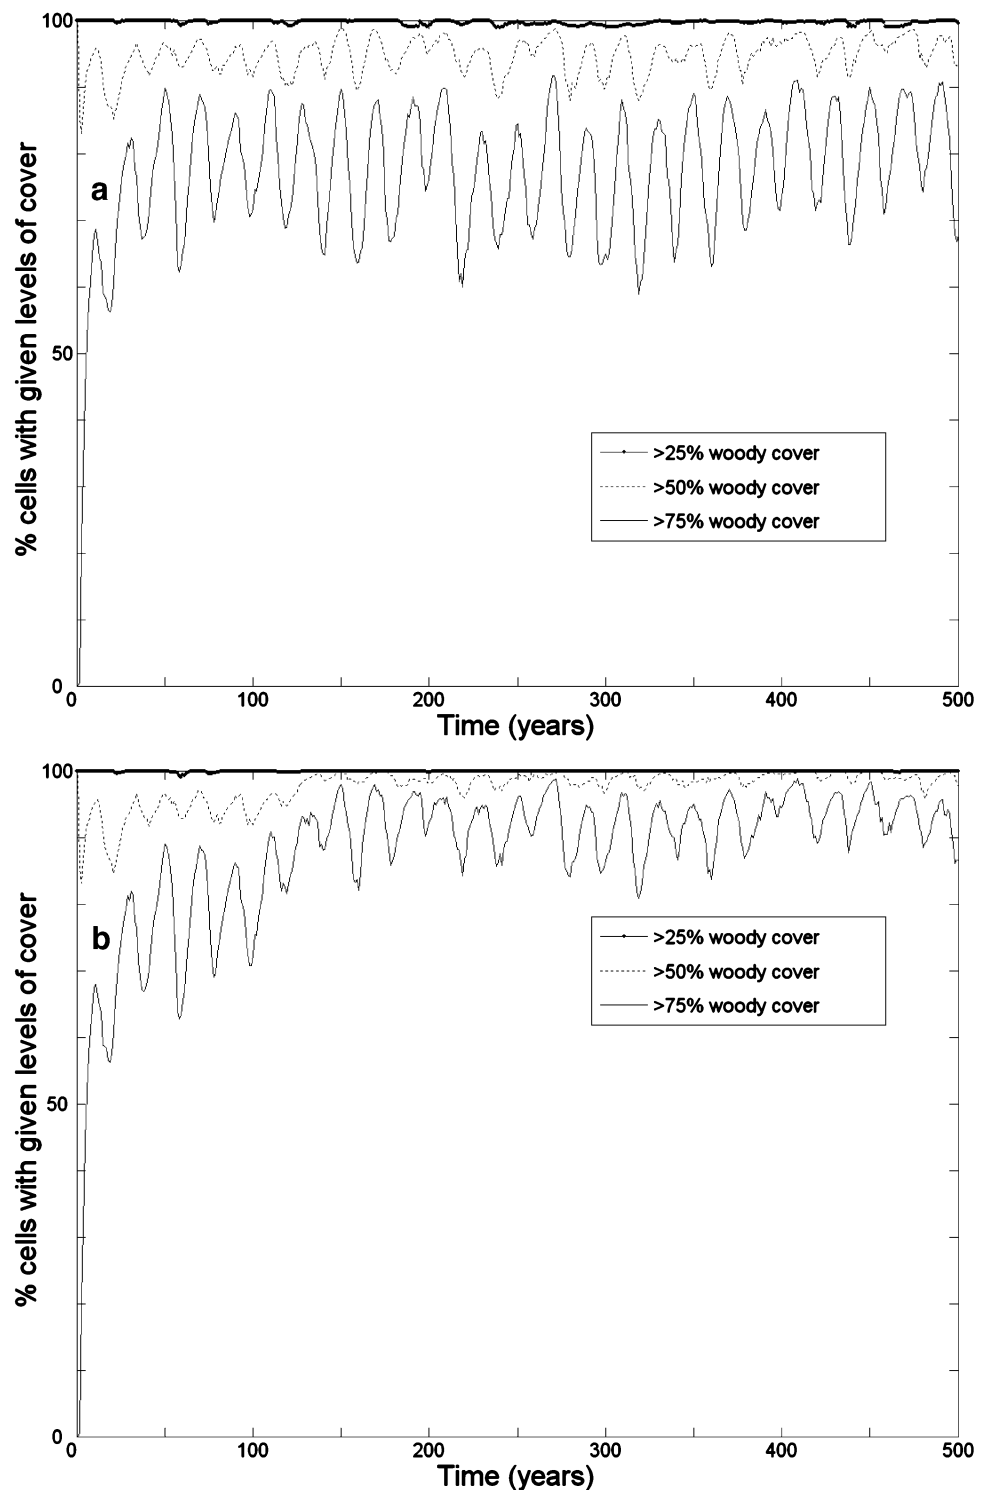 100
a
% cells with given levels of cover
50
>25% woody cover
>50% woody cover
>75% woody cover
0
0 100 200 300 400 500
Time (years)
100
b
% cells with given levels of cover
>25% woody cover
>50% woody cover
>75% woody cover
50
0
0 100 200 300 400 500
Time (years)